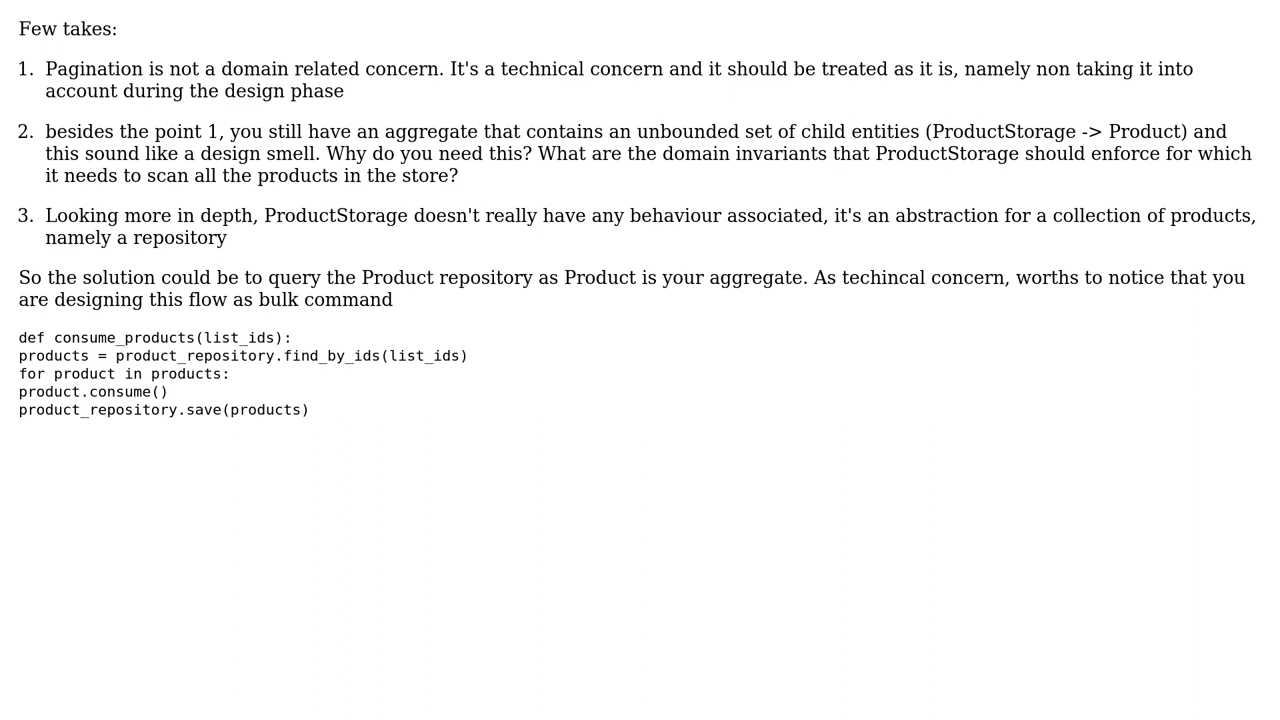 Few takes:
1. Pagination is not a domain related concern. It's a technical concern and it should be treated as it is, namely non taking it into
account during the design phase
2. besides the point 1, you still have an aggregate that contains an unbounded set of child entities (ProductStorage -> Product) and
this sound like a design smell. Why do you need this? What are the domain invariants that ProductStorage should enforce for which
it needs to scan all the products in the store?
3. Looking more in depth, ProductStorage doesn't really have any behaviour associated, it's an abstraction for a collection of products,
namely a repository
So the solution could be to query the Product repository as Product is your aggregate. As techincal concern, worths to notice that you
are designing this flow as bulk command
def consume_products(list_ids):
products = product_repository.find_by_ids(list_ids)
for product in products:
product.consume()
product_repository.save(products)